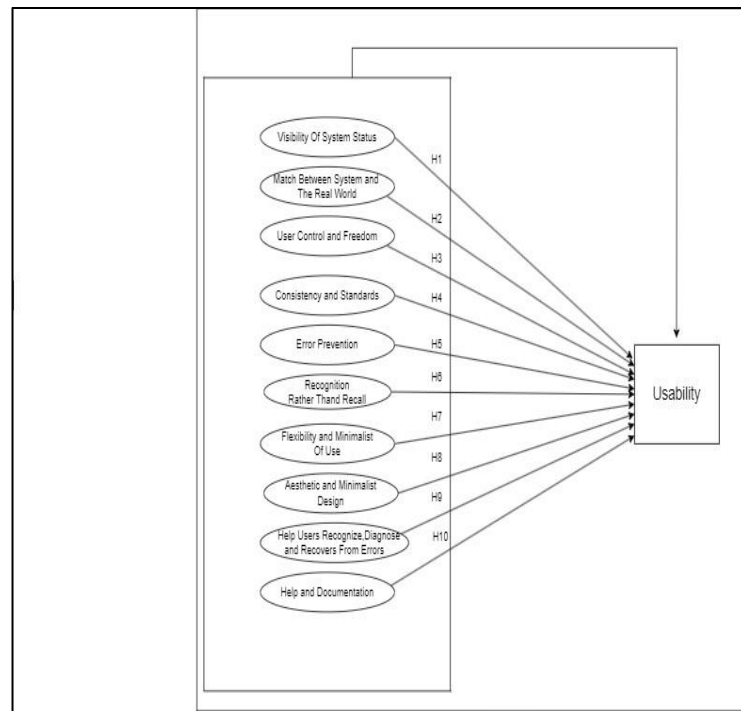 Visibility Of System Status
H1
Match Between System and
The Real World
H2
User Control and Freedom
H3
Consistency and Standards
H4
Error Prevention
H5
Recognition
Rather Thand Recall
H6
Usability
Flexibility and Minimalist
Of Use
H7
Aesthetic and Minimalist
Design
H8
Help Users Recognize,Diagnose
and Recovers From Errors
H9
Help and Documentation
H10